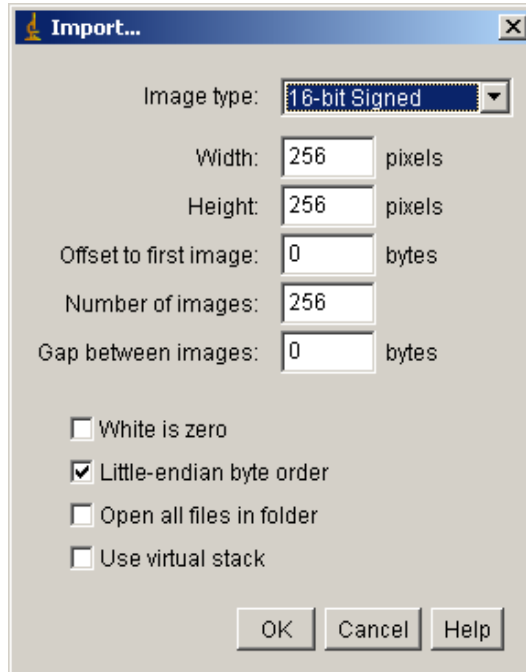 Import...
Image type: 16-bit Signed
Width: 256 pixels
Height: 256 pixels
Offset to first image: 0 bytes
Number of images: 256
Gap between images: 0 bytes
White is zero
Little-endian byte order
Open all files in folder
Use virtual stack
OK Cancel Help